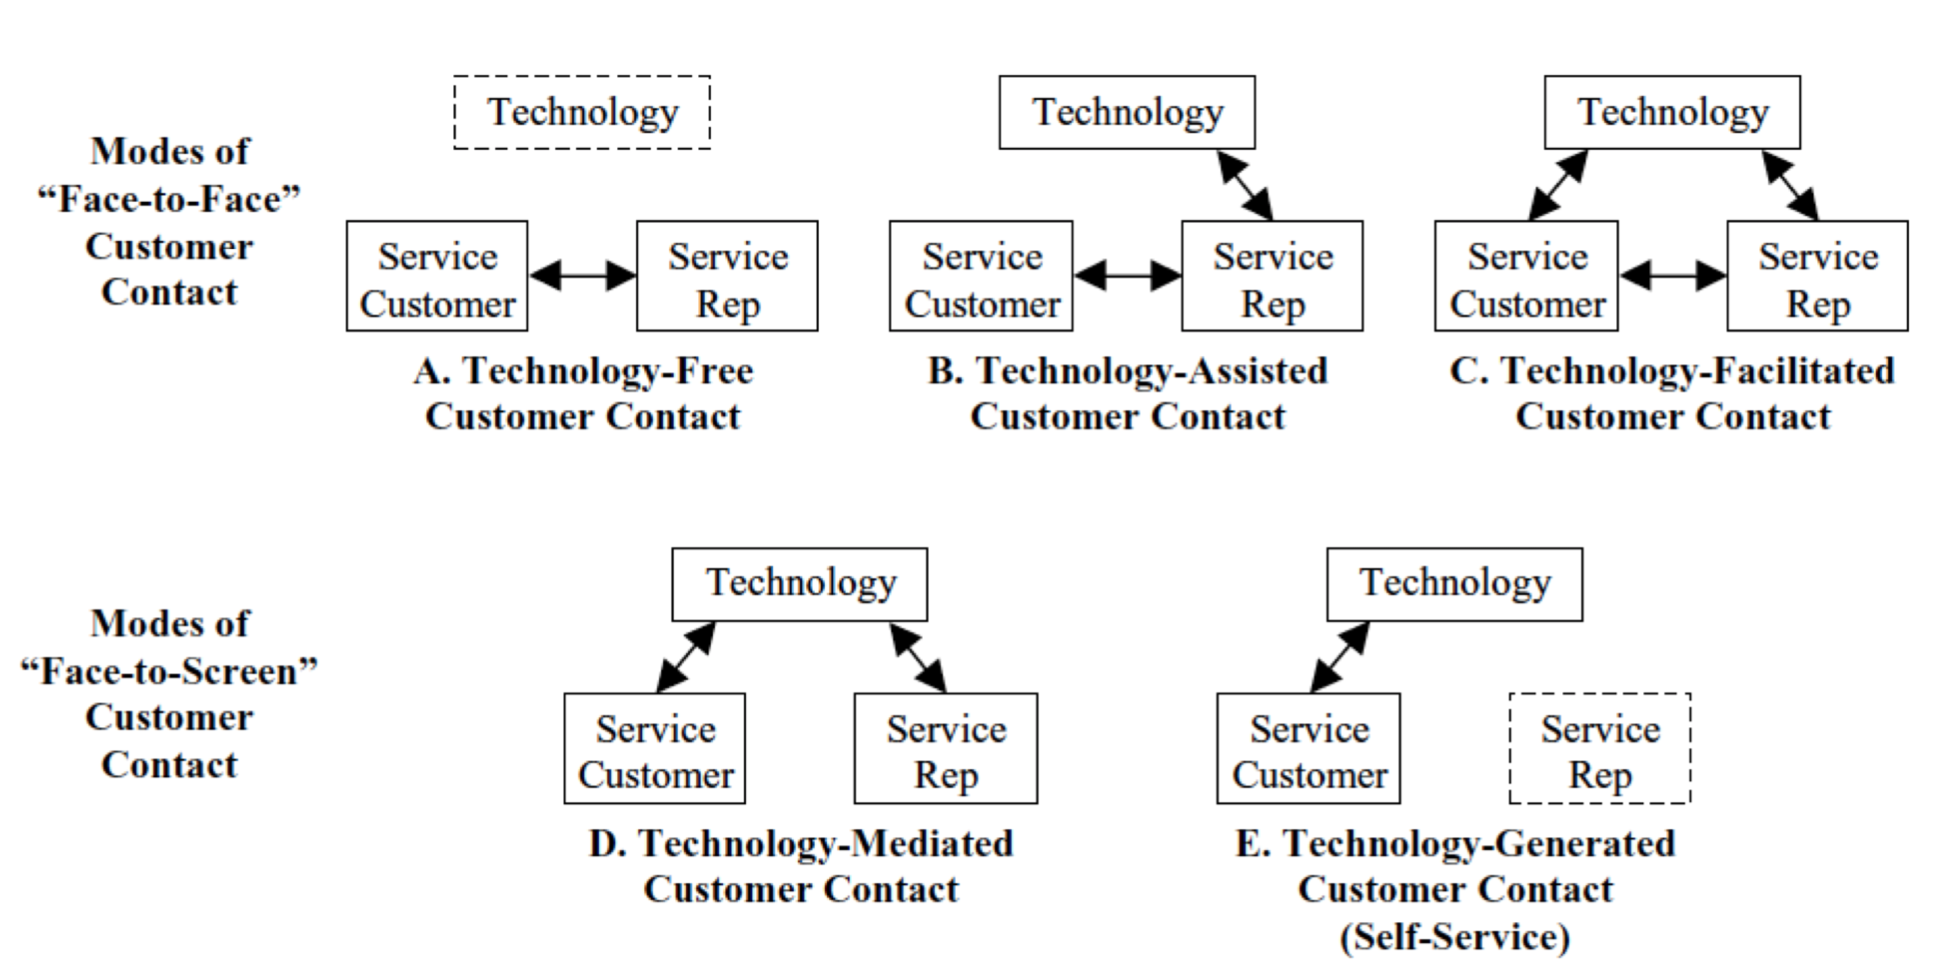 Modes of
“Face-to-Face”
Customer
Contact
Technology
Service
Customer
Service
Rep
A. Technology-Free
Customer Contact
Technology
Service
Customer
Service
Rep
B. Technology-Assisted
Customer Contact
Technology
Service
Customer
Service
Rep
C. Technology-Facilitated
Customer Contact
Modes of
“Face-to-Screen”
Customer
Contact
Technology
Service
Customer
Service
Rep
D. Technology-Mediated
Customer Contact
Technology
Service
Customer
Service
Rep
E. Technology-Generated
Customer Contact
(Self-Service)